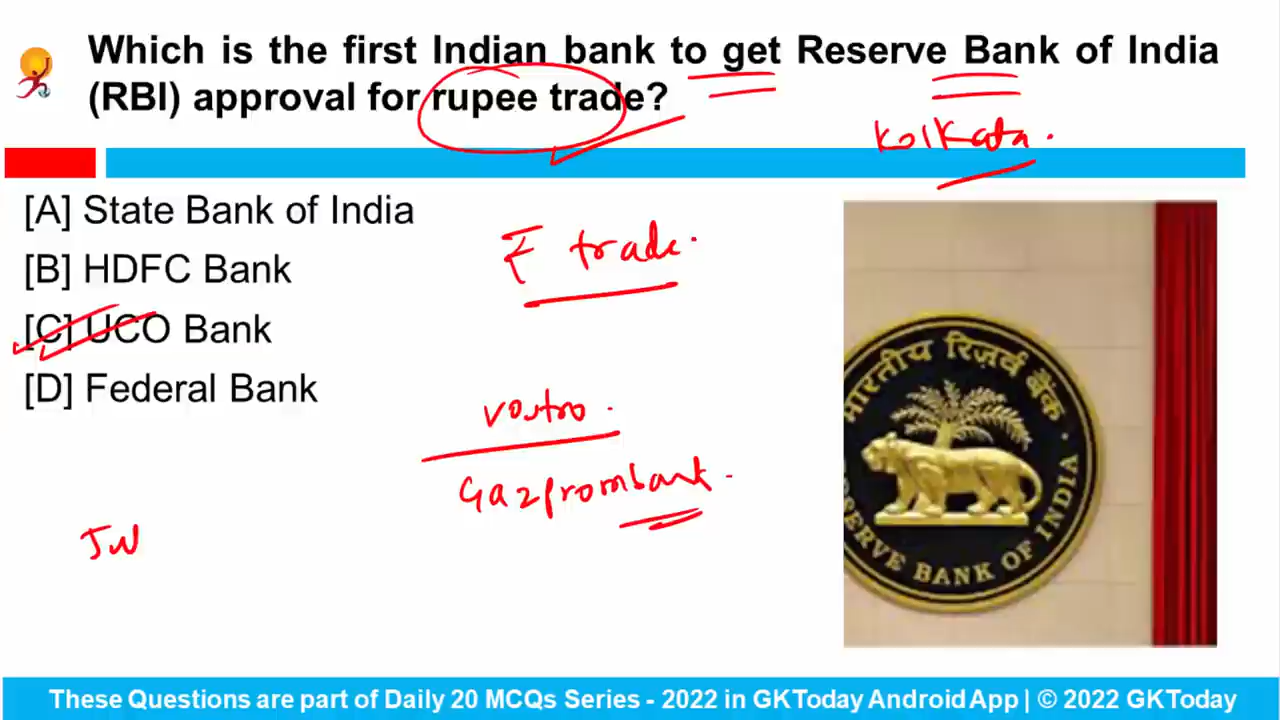 Which is the first Indian bank to get Reserve Bank of India
(RBI) approval for rupee trade?
Kolkata.
[A] State Bank of India
₹ trade.
[B] HDFC Bank
[C] UCO Bank
[D] Federal Bank
vostro.
Gazprombank.
भारतीय रिज़र्व बैंक
RESERVE BANK OF INDIA
These Questions are part of Daily 20 MCQs Series - 2022 in GKToday Android App | © 2022 GKToday